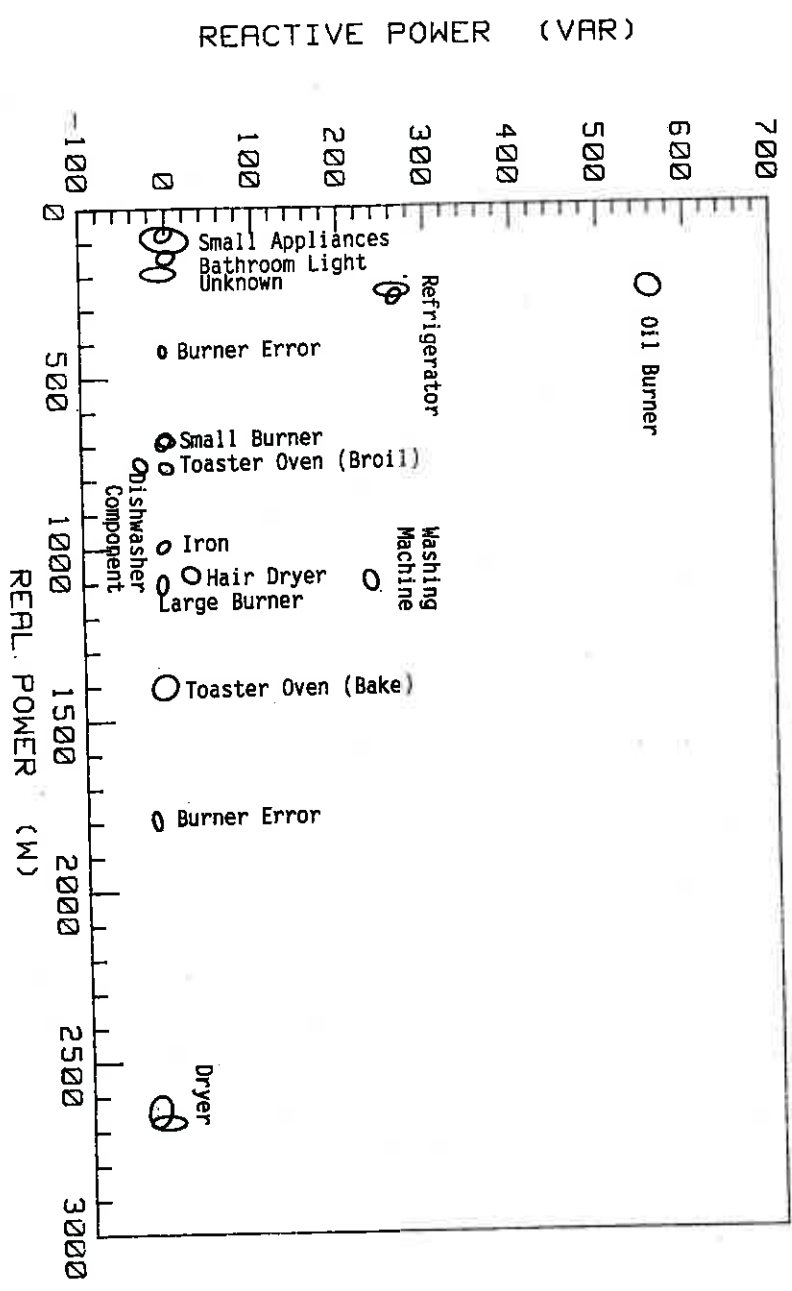 REACTIVE POWER (VAR)
700
600
500
400
300
200
100
0
-100
0
500
1000
1500
2000
2500
3000
REAL POWER (W)
Oil Burner
Refrigerator
Small Appliances
Bathroom Light
Unknown
Burner Error
Small Burner
Toaster Oven (Broil)
Dishwasher
Component
Iron
Hair Dryer
Large Burner
Washing
Machine
Toaster Oven (Bake)
Burner Error
Dryer